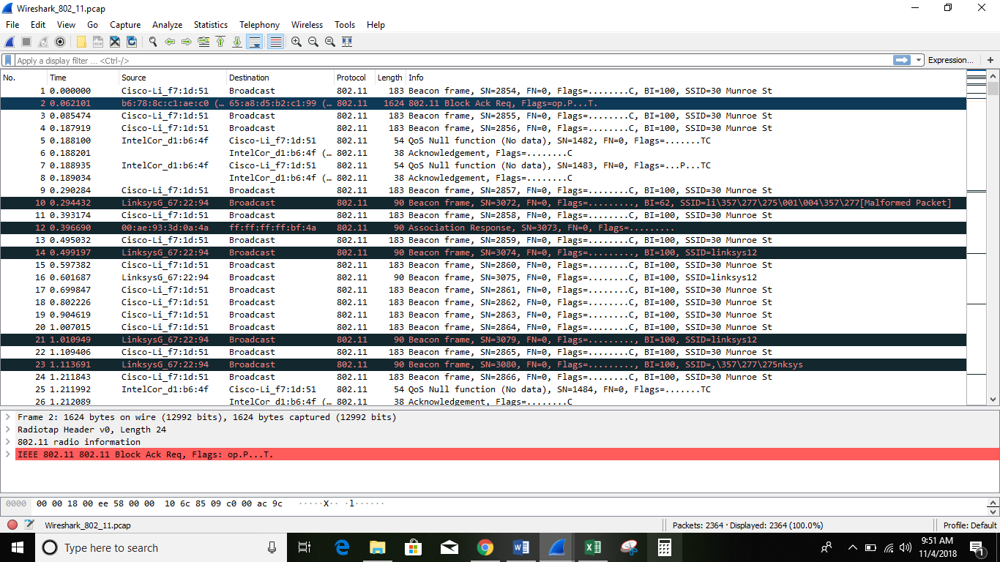 Wireshark_802_11.pcap
File Edit View Go Capture Analyze Statistics Telephony Wireless Tools Help
Apply a display filter ... <Ctrl-/> Expression... +
No. Time Source Destination Protocol Length Info
1 0.000000 Cisco-Li_f7:1d:51 Broadcast 802.11 183 Beacon frame, SN=2854, FN=0, Flags=........C, BI=100, SSID=30 Munroe St
2 0.062101 b6:78:8c:c1:ae:c0 (… 65:a8:d5:b2:c1:99 (… 802.11 1624 802.11 Block Ack Req, Flags=op.P...T.
3 0.085474 Cisco-Li_f7:1d:51 Broadcast 802.11 183 Beacon frame, SN=2855, FN=0, Flags=........C, BI=100, SSID=30 Munroe St
4 0.187919 Cisco-Li_f7:1d:51 Broadcast 802.11 183 Beacon frame, SN=2856, FN=0, Flags=........C, BI=100, SSID=30 Munroe St
5 0.188100 IntelCor_d1:b6:4f Cisco-Li_f7:1d:51 802.11 54 QoS Null function (No data), SN=1482, FN=0, Flags=.......TC
6 0.188201 IntelCor_d1:b6:4f (… 802.11 38 Acknowledgement, Flags=........C
7 0.188935 IntelCor_d1:b6:4f Cisco-Li_f7:1d:51 802.11 54 QoS Null function (No data), SN=1483, FN=0, Flags=...P...TC
8 0.189034 IntelCor_d1:b6:4f (… 802.11 38 Acknowledgement, Flags=........C
9 0.290284 Cisco-Li_f7:1d:51 Broadcast 802.11 183 Beacon frame, SN=2857, FN=0, Flags=........C, BI=100, SSID=30 Munroe St
10 0.294432 LinksysG_67:22:94 Broadcast 802.11 90 Beacon frame, SN=3072, FN=0, Flags=........., BI=62, SSID=li\357\277\275\001\004\357\277[Malformed Packet]
11 0.393174 Cisco-Li_f7:1d:51 Broadcast 802.11 183 Beacon frame, SN=2858, FN=0, Flags=........C, BI=100, SSID=30 Munroe St
12 0.396690 00:ae:93:3d:0a:4a ff:ff:ff:ff:bf:4a 802.11 90 Association Response, SN=3073, FN=0, Flags=.........
13 0.495032 Cisco-Li_f7:1d:51 Broadcast 802.11 183 Beacon frame, SN=2859, FN=0, Flags=........C, BI=100, SSID=30 Munroe St
14 0.499197 LinksysG_67:22:94 Broadcast 802.11 90 Beacon frame, SN=3074, FN=0, Flags=........., BI=100, SSID=linksys12
15 0.597382 Cisco-Li_f7:1d:51 Broadcast 802.11 183 Beacon frame, SN=2860, FN=0, Flags=........C, BI=100, SSID=30 Munroe St
16 0.601687 LinksysG_67:22:94 Broadcast 802.11 90 Beacon frame, SN=3075, FN=0, Flags=........., BI=100, SSID=linksys12
17 0.699847 Cisco-Li_f7:1d:51 Broadcast 802.11 183 Beacon frame, SN=2861, FN=0, Flags=........C, BI=100, SSID=30 Munroe St
18 0.802226 Cisco-Li_f7:1d:51 Broadcast 802.11 183 Beacon frame, SN=2862, FN=0, Flags=........C, BI=100, SSID=30 Munroe St
19 0.904619 Cisco-Li_f7:1d:51 Broadcast 802.11 183 Beacon frame, SN=2863, FN=0, Flags=........C, BI=100, SSID=30 Munroe St
20 1.007015 Cisco-Li_f7:1d:51 Broadcast 802.11 183 Beacon frame, SN=2864, FN=0, Flags=........C, BI=100, SSID=30 Munroe St
21 1.010949 LinksysG_67:22:94 Broadcast 802.11 90 Beacon frame, SN=3079, FN=0, Flags=........., BI=100, SSID=linksys12
22 1.109406 Cisco-Li_f7:1d:51 Broadcast 802.11 183 Beacon frame, SN=2865, FN=0, Flags=........C, BI=100, SSID=30 Munroe St
23 1.113691 LinksysG_67:22:94 Broadcast 802.11 90 Beacon frame, SN=3080, FN=0, Flags=........., BI=100, SSID=,\357\277\275nksys
24 1.211843 Cisco-Li_f7:1d:51 Broadcast 802.11 183 Beacon frame, SN=2866, FN=0, Flags=........C, BI=100, SSID=30 Munroe St
25 1.211992 IntelCor_d1:b6:4f Cisco-Li_f7:1d:51 802.11 54 QoS Null function (No data), SN=1484, FN=0, Flags=.......TC
26 1.212089 IntelCor_d1:b6:4f (… 802.11 38 Acknowledgement, Flags=........C
Frame 2: 1624 bytes on wire (12992 bits), 1624 bytes captured (12992 bits)
Radiotap Header v0, Length 24
802.11 radio information
IEEE 802.11 802.11 Block Ack Req, Flags: op.P...T.
0000 00 00 18 00 ee 58 00 00 10 6c 85 09 c0 00 ac 9c ·····X·· ·l······
Wireshark_802_11.pcap Packets: 2364 · Displayed: 2364 (100.0%) Profile: Default
Type here to search
9:51 AM
11/4/2018
1